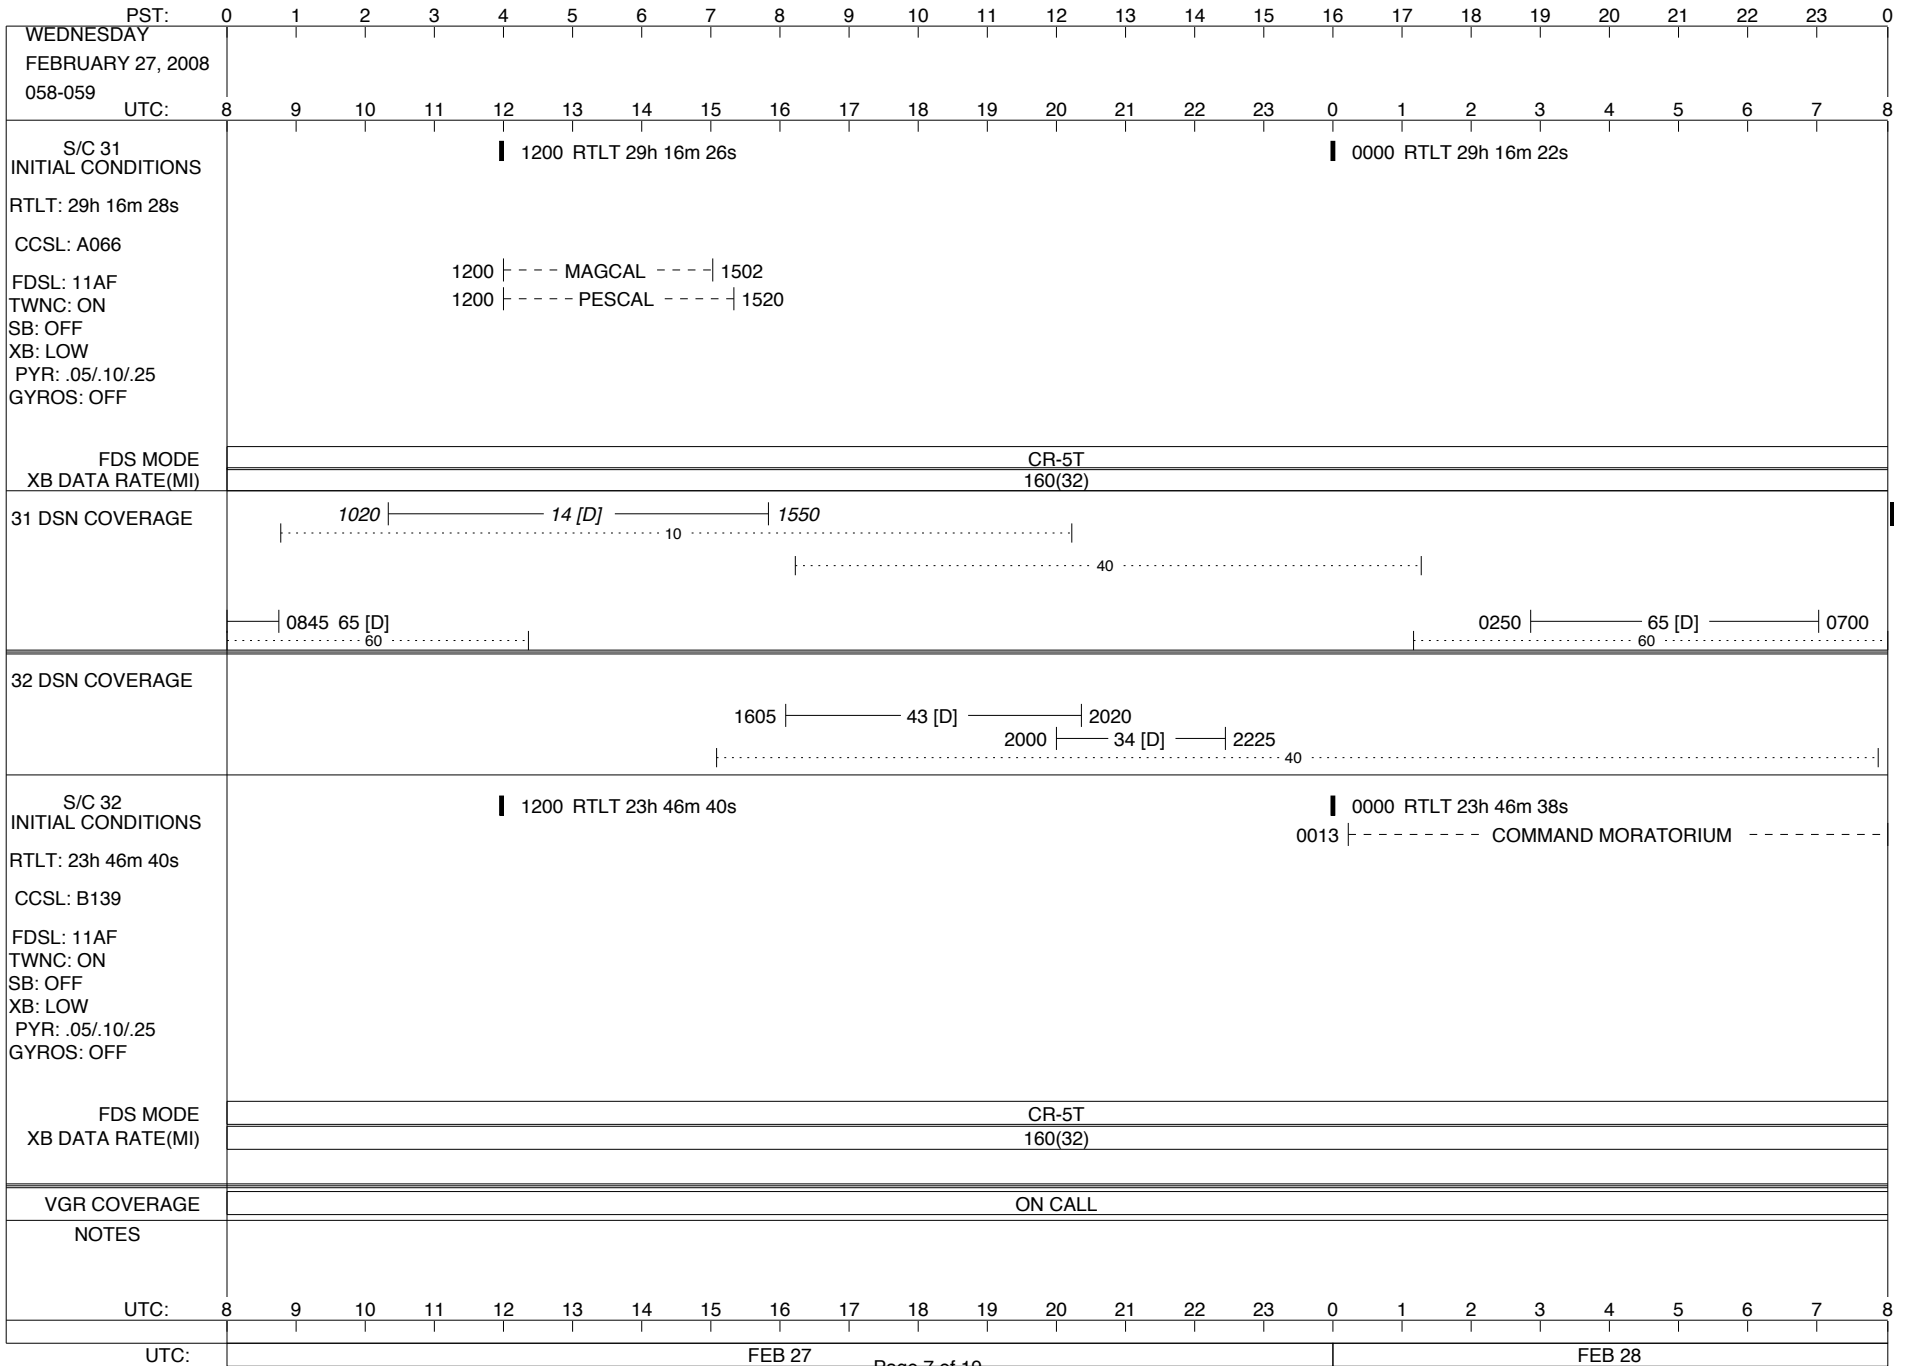 PST: 0 1 2 3 4 5 6 7 8 9 10 11 12 13 14 15 16 17 18 19 20 21 22 23 0
WEDNESDAY
FEBRUARY 27, 2008
058-059
UTC: 8 9 10 11 12 13 14 15 16 17 18 19 20 21 22 23 0 1 2 3 4 5 6 7 8
S/C 31
INITIAL CONDITIONS
1200 RTLT 29h 16m 26s
0000 RTLT 29h 16m 22s
RTLT: 29h 16m 28s
CCSL: A066
1200 MAGCAL 1502
FDSL: 11AF
1200 PESCAL 1520
TWNC: ON
SB: OFF
XB: LOW
PYR: .05/.10/.25
GYROS: OFF
FDS MODE CR-5T
XB DATA RATE(MI) 160(32)
31 DSN COVERAGE
1020 14 [D] 1550
10
40
0845 65 [D]
60
0250 65 [D] 0700
60
32 DSN COVERAGE
1605 43 [D] 2020
2000 34 [D] 2225
40
S/C 32
INITIAL CONDITIONS
1200 RTLT 23h 46m 40s
0000 RTLT 23h 46m 38s
0013 COMMAND MORATORIUM
RTLT: 23h 46m 40s
CCSL: B139
FDSL: 11AF
TWNC: ON
SB: OFF
XB: LOW
PYR: .05/.10/.25
GYROS: OFF
FDS MODE CR-5T
XB DATA RATE(MI) 160(32)
VGR COVERAGE ON CALL
NOTES
UTC: 8 9 10 11 12 13 14 15 16 17 18 19 20 21 22 23 0 1 2 3 4 5 6 7 8
UTC: FEB 27 FEB 28
Page 7 of 19